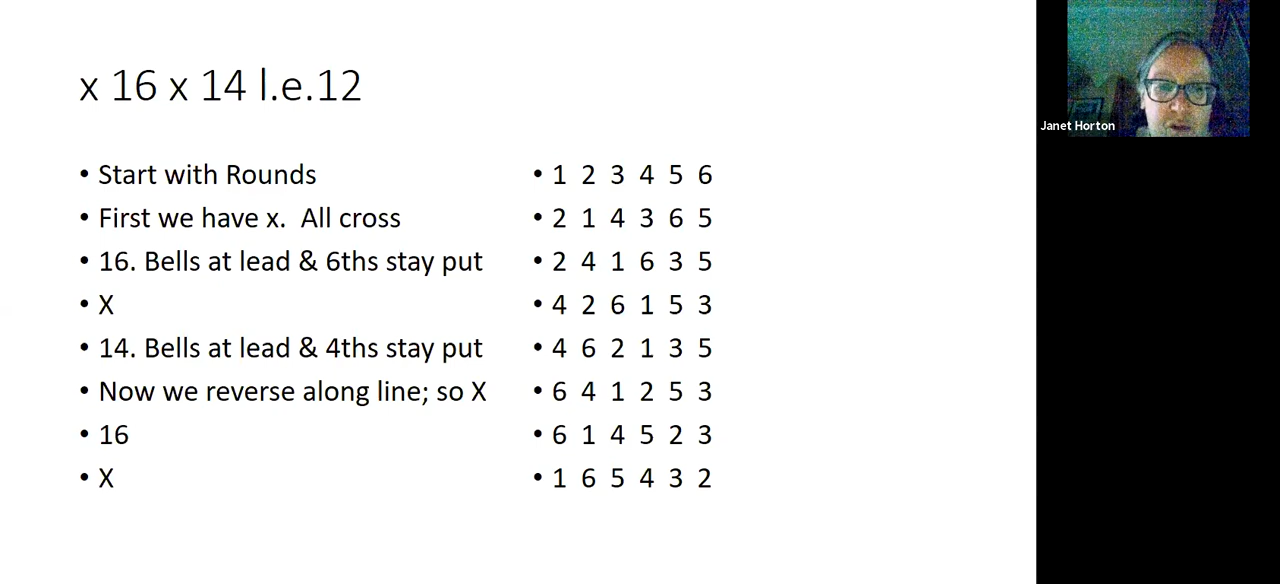 x 16 x 14 l.e.12
• Start with Rounds
• First we have x. All cross
• 16. Bells at lead & 6ths stay put
• X
• 14. Bells at lead & 4ths stay put
• Now we reverse along line; so X
• 16
• X
• 1 2 3 4 5 6
• 2 1 4 3 6 5
• 2 4 1 6 3 5
• 4 2 6 1 5 3
• 4 6 2 1 3 5
• 6 4 1 2 5 3
• 6 1 4 5 2 3
• 1 6 5 4 3 2
Janet Horton